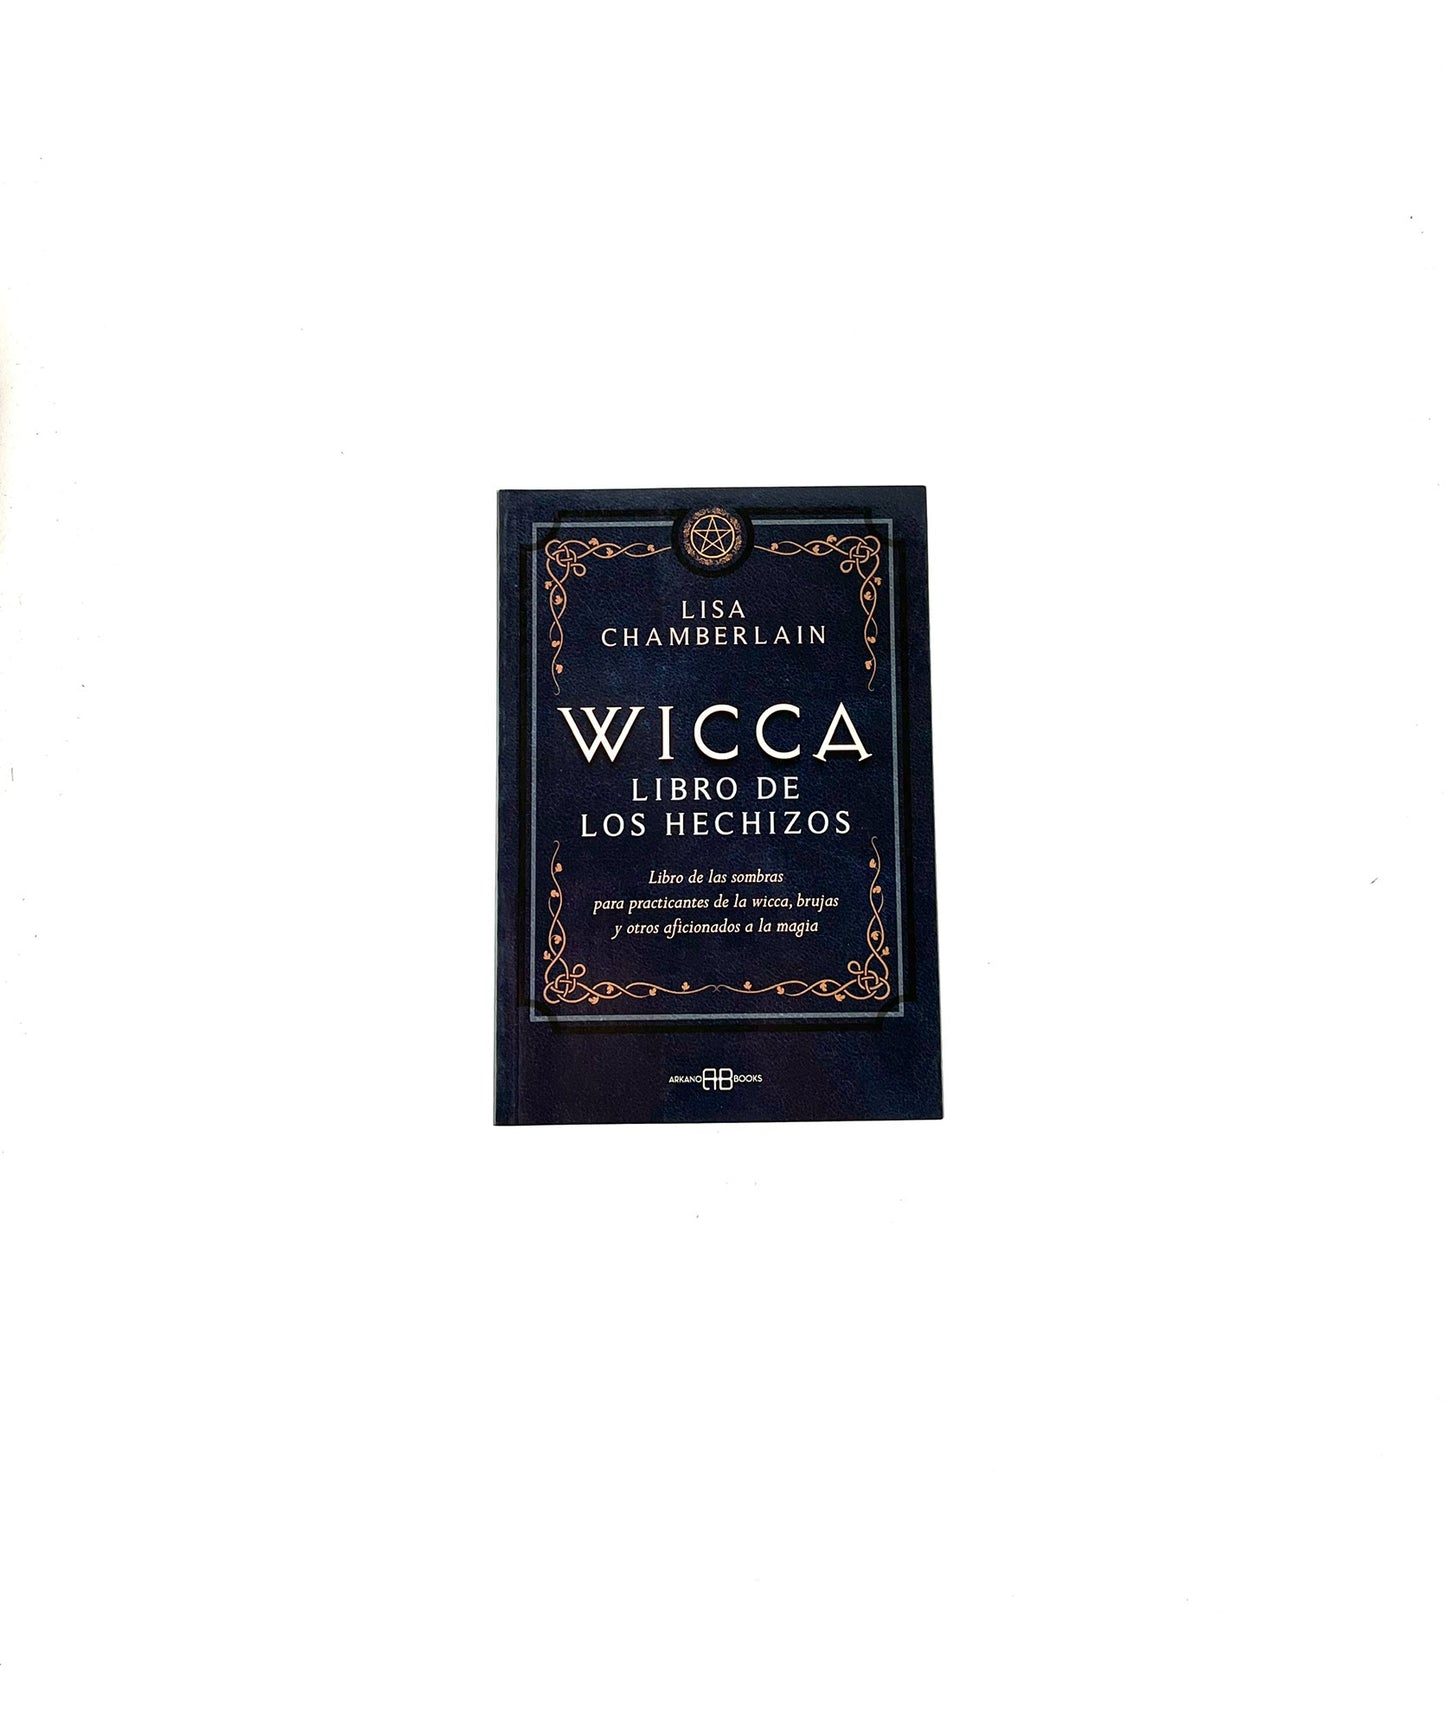 LISA
CHAMBERLAIN
WICCA
LIBRO DE
LOS HECHIZOS
Libro de las sombras
para practicantes de la wicca, brujas
y otros aficionados a la magia
ARKANO AB BOOKS